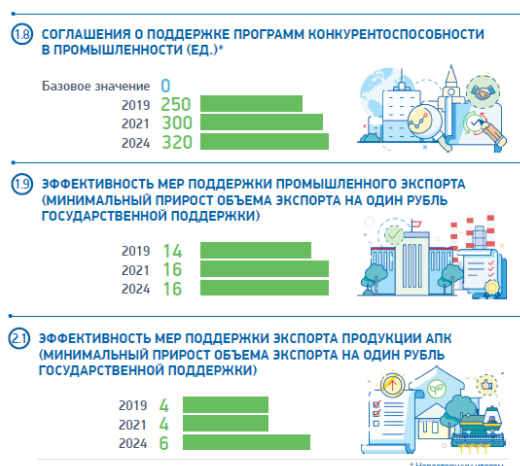 1.8 СОГЛАШЕНИЯ О ПОДДЕРЖКЕ ПРОГРАММ КОНКУРЕНТОСПОСОБНОСТИ
В ПРОМЫШЛЕННОСТИ (ЕД.)*
Базовое значение 0
2019 250
2021 300
2024 320
1.9 ЭФФЕКТИВНОСТЬ МЕР ПОДДЕРЖКИ ПРОМЫШЛЕННОГО ЭКСПОРТА
(МИНИМАЛЬНЫЙ ПРИРОСТ ОБЪЕМА ЭКСПОРТА НА ОДИН РУБЛЬ
ГОСУДАРСТВЕННОЙ ПОДДЕРЖКИ)
2019 14
2021 16
2024 16
2.1 ЭФФЕКТИВНОСТЬ МЕР ПОДДЕРЖКИ ЭКСПОРТА ПРОДУКЦИИ АПК
(МИНИМАЛЬНЫЙ ПРИРОСТ ОБЪЕМА ЭКСПОРТА НА ОДИН РУБЛЬ
ГОСУДАРСТВЕННОЙ ПОДДЕРЖКИ)
2019 4
2021 4
2024 6